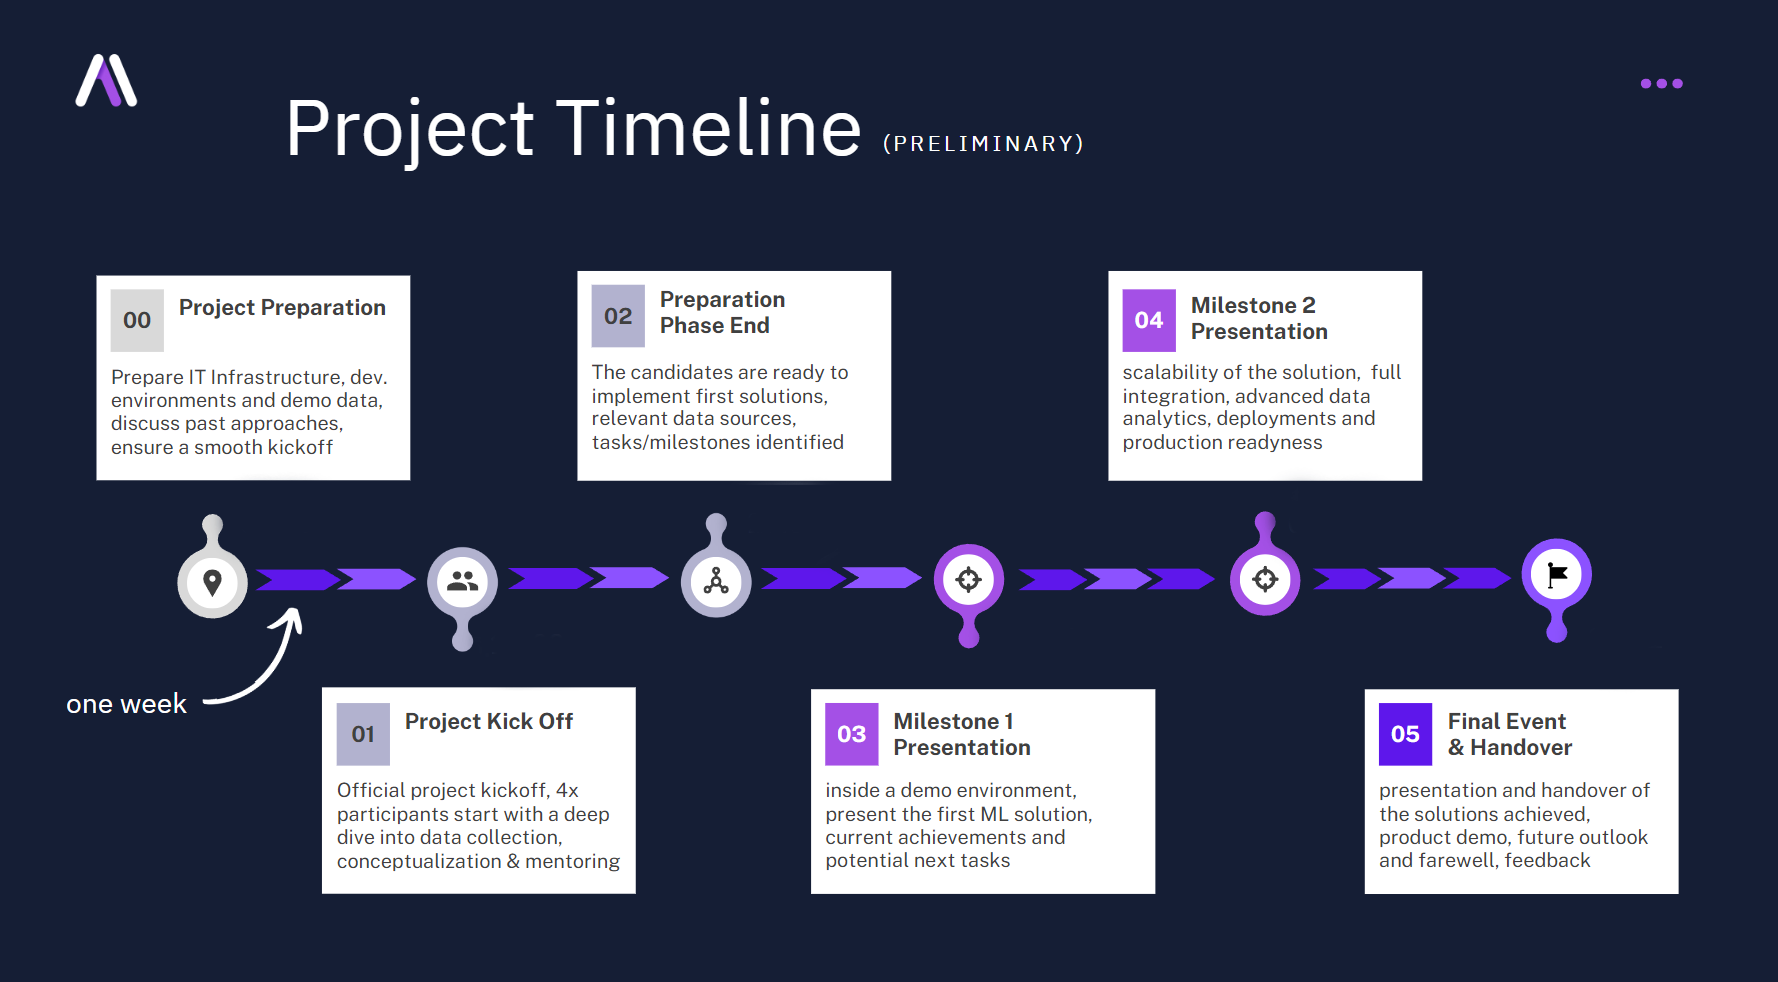 Project Timeline (PRELIMINARY)
00
Project Preparation
Prepare IT Infrastructure, dev.
environments and demo data,
discuss past approaches,
ensure a smooth kickoff
02
Preparation
Phase End
The candidates are ready to
implement first solutions,
relevant data sources,
tasks/milestones identified
04
Milestone 2
Presentation
scalability of the solution,  full
integration, advanced data
analytics, deployments and
production readyness
one week
01
Project Kick Off
Official project kickoff, 4x
participants start with a deep
dive into data collection,
conceptualization & mentoring
03
Milestone 1
Presentation
inside a demo environment,
present the first ML solution,
current achievements and
potential next tasks
05
Final Event
& Handover
presentation and handover of
the solutions achieved,
product demo, future outlook
and farewell, feedback